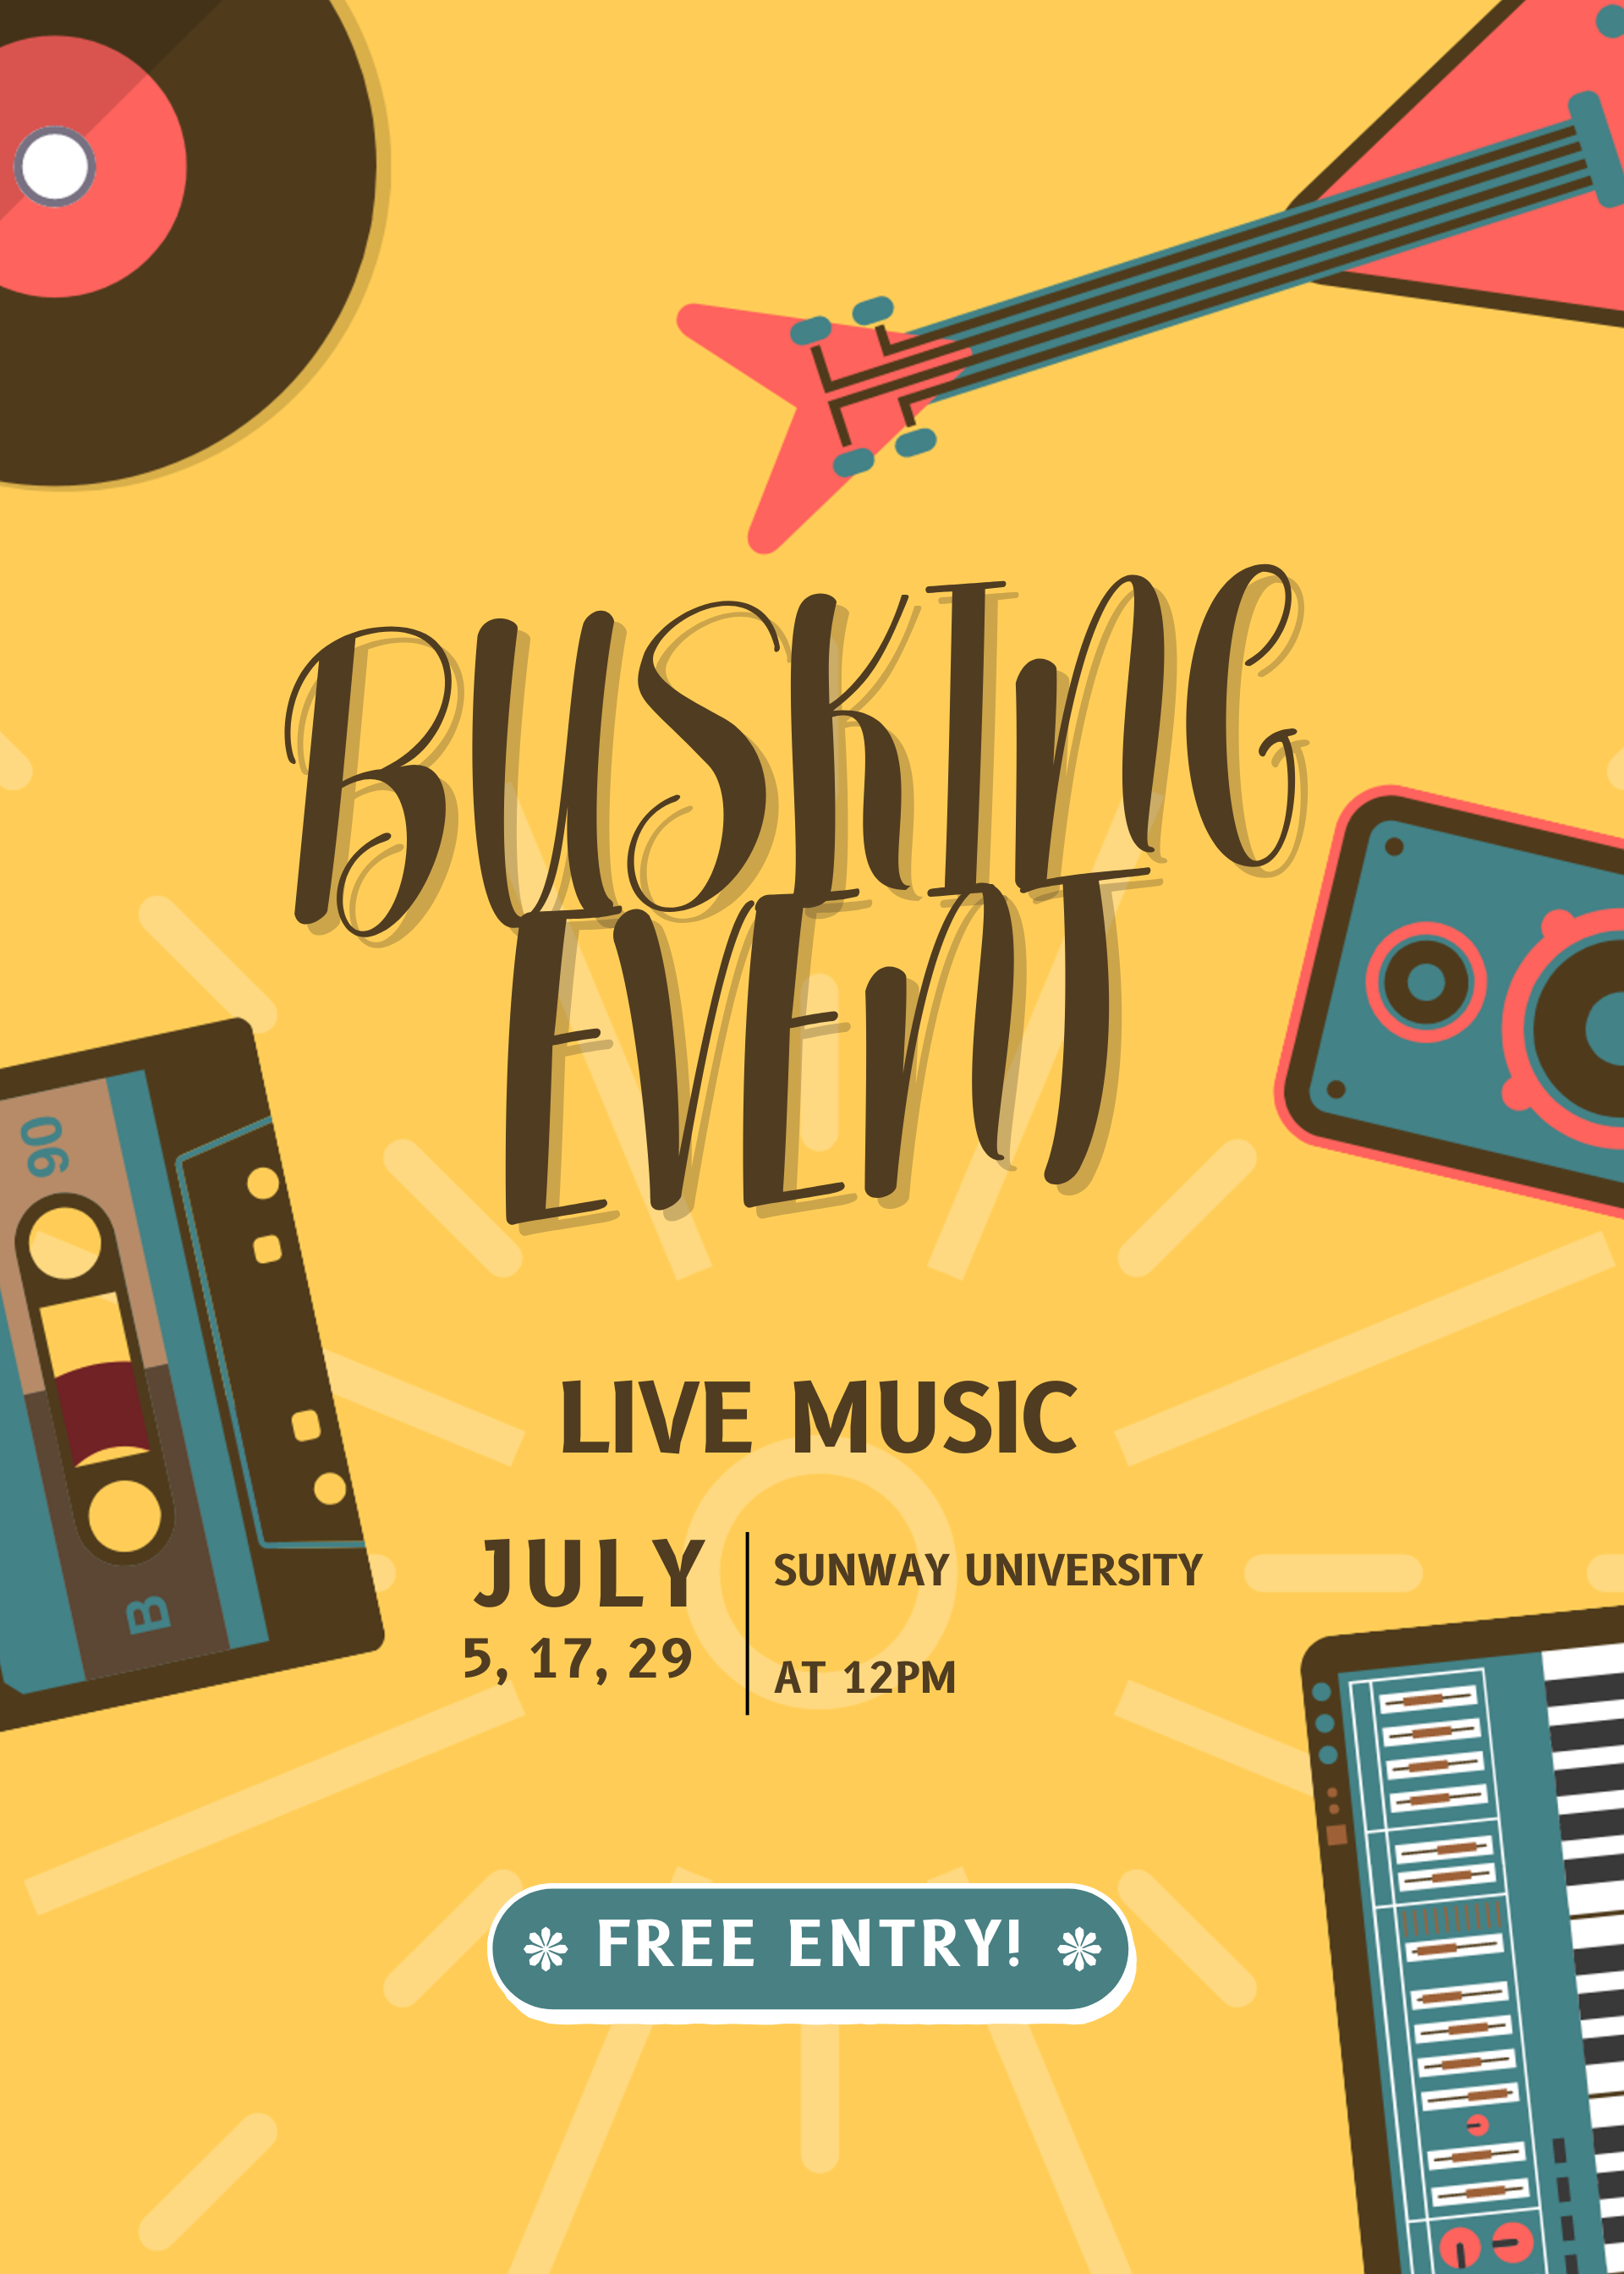 BUSKING
EVENT
90
LIVE MUSIC
JULY
5, 17, 29
SUNWAY UNIVERSITY
AT 12PM
B
FREE ENTRY!